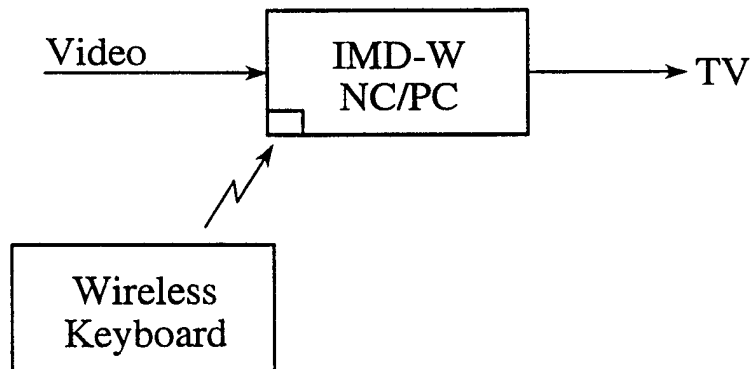 Video
IMD-W
NC/PC
TV
Wireless
Keyboard